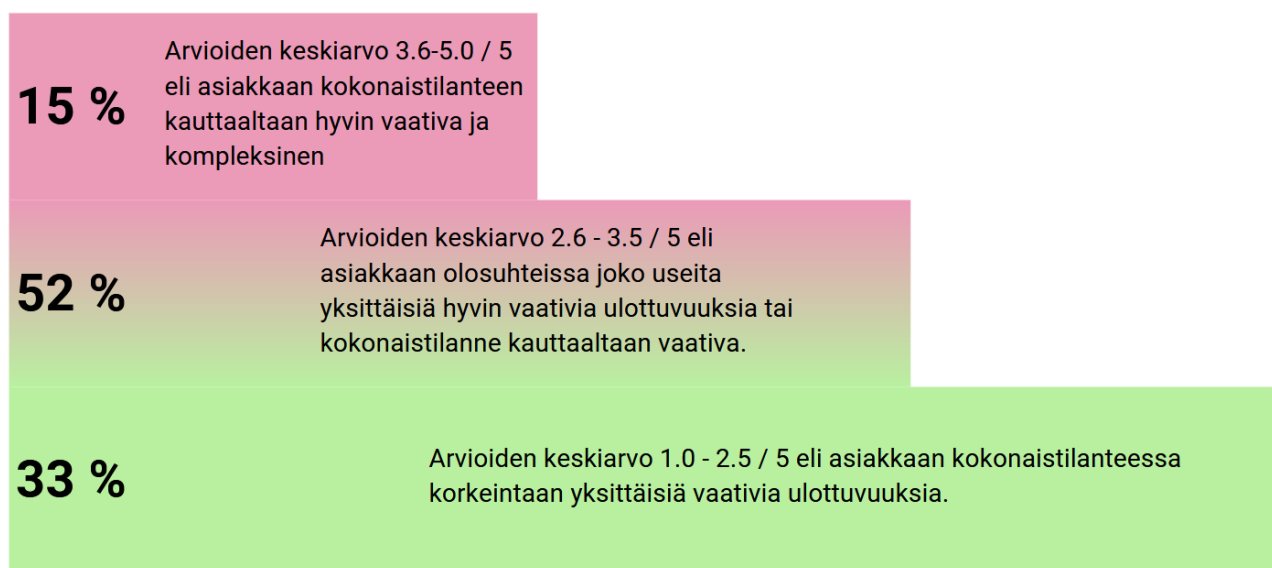 15 %
Arvioiden keskiarvo 3.6-5.0 / 5
eli asiakkaan kokonaistilanteen
kauttaaltaan hyvin vaativa ja
kompleksinen
52 %
Arvioiden keskiarvo 2.6 - 3.5 / 5 eli
asiakkaan olosuhteissa joko useita
yksittäisiä hyvin vaativia ulottuvuuksia tai
kokonaistilanne kauttaaltaan vaativa.
33 %
Arvioiden keskiarvo 1.0 - 2.5 / 5 eli asiakkaan kokonaistilanteessa
korkeintaan yksittäisiä vaativia ulottuvuuksia.